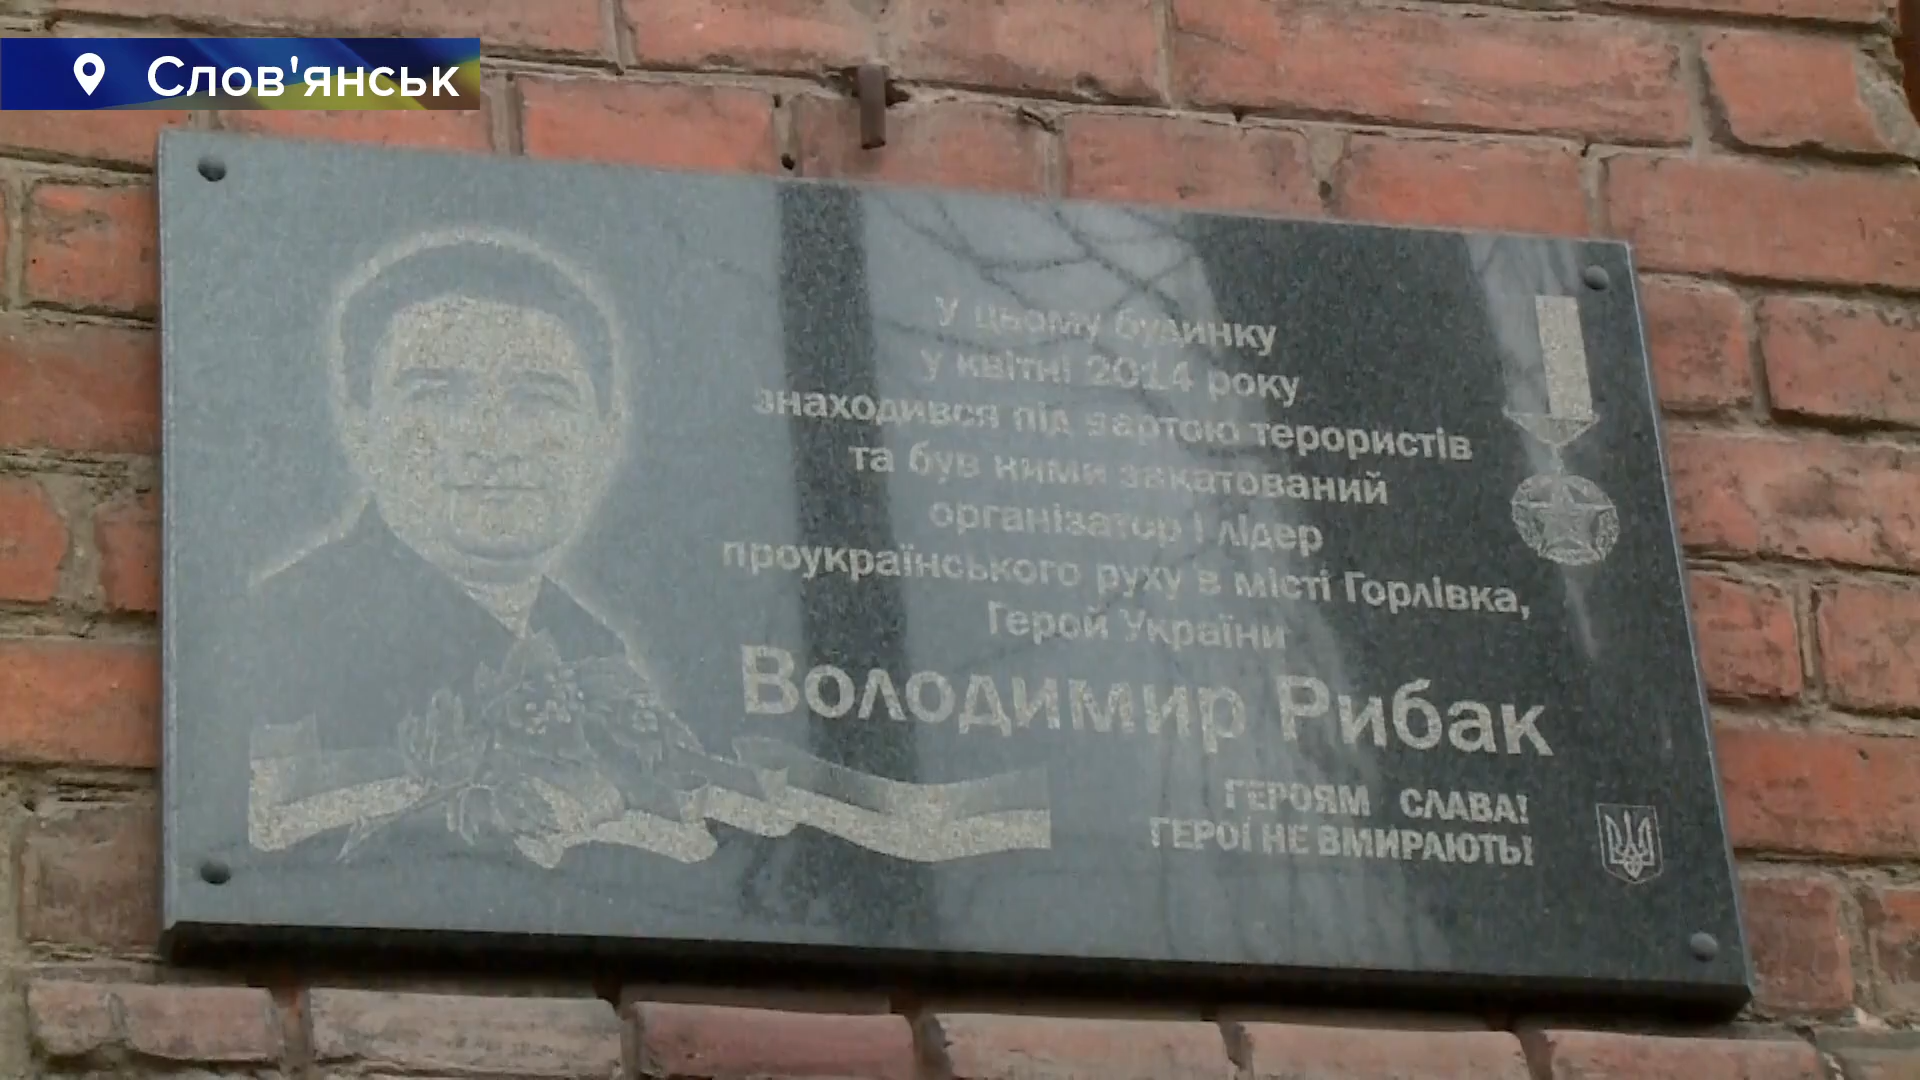 Слов'янськ
У цьому будинку
у квітні 2014 року
знаходився під вартою терористів
та був ними закатований
організатор і лідер
проукраїнського руху в місті Горлівка,
Герой України
Володимир Рибак
ГЕРОЯМ СЛАВА!
ГЕРОЇ НЕ ВМИРАЮТЬ!